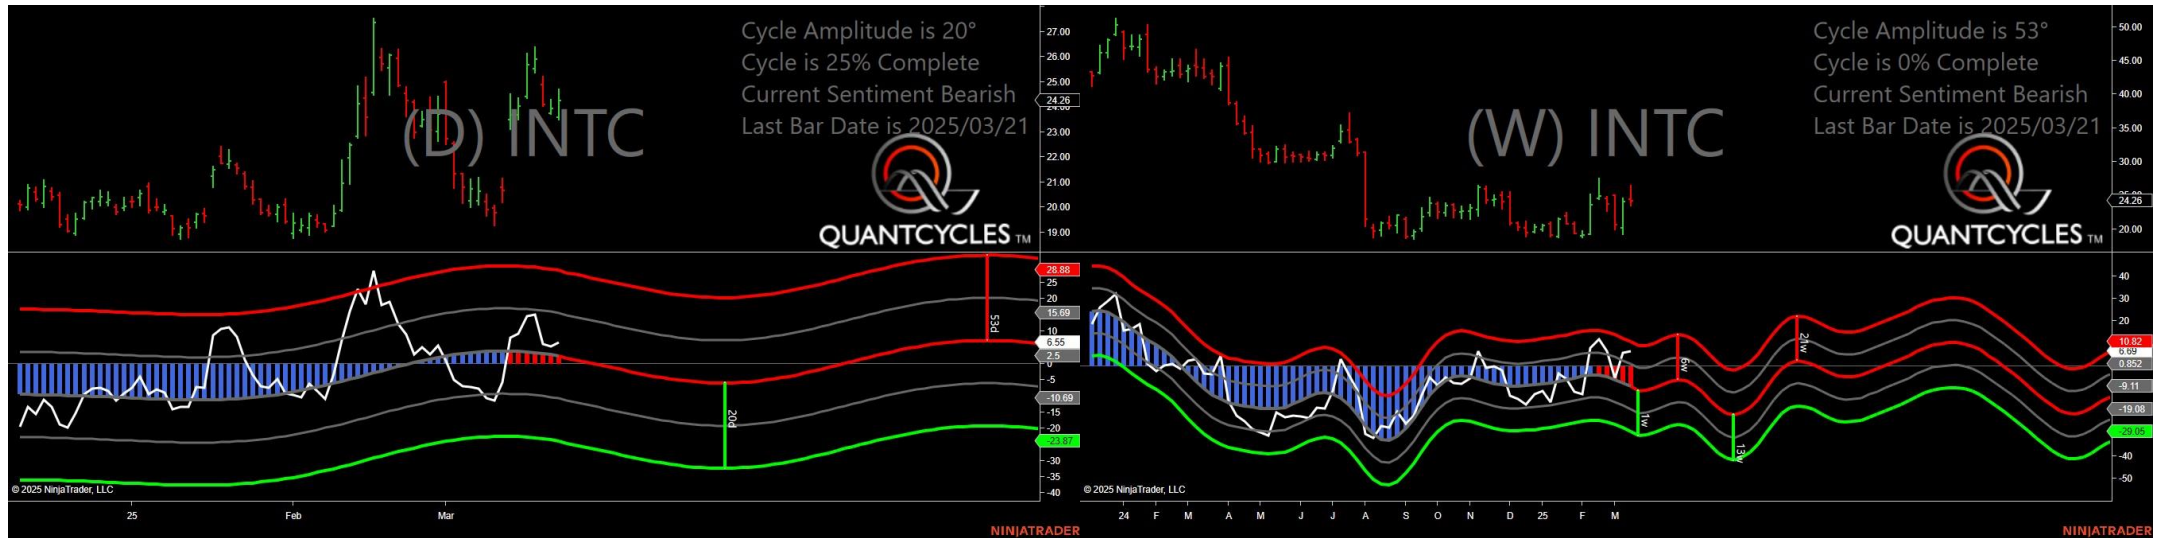 Cycle Amplitude is 20°
Cycle is 25% Complete
Current Sentiment Bearish
Last Bar Date is 2025/03/21
(D) INTC
QUANTCYCLES TM
27.00
26.00
25.00
24.26
24.00
23.00
22.00
21.00
20.00
19.00
28.88
25
20
15.69
10
6.55
2.5
-5
-10.69
-15
-20
-23.87
-30
-35
-40
53d
20d
© 2025 NinjaTrader, LLC
25 Feb Mar
NINJATRADER
Cycle Amplitude is 53°
Cycle is 0% Complete
Current Sentiment Bearish
Last Bar Date is 2025/03/21
(W) INTC
QUANTCYCLES TM
50.00
45.00
40.00
35.00
30.00
25.00
24.26
20.00
40
30
20
10.82
6.69
0.852
-9.11
-19.08
-29.05
-40
-50
1w
6w
13w
21w
© 2025 NinjaTrader, LLC
24 F M A M J J A S O N D 25 F M
NINJATRADER